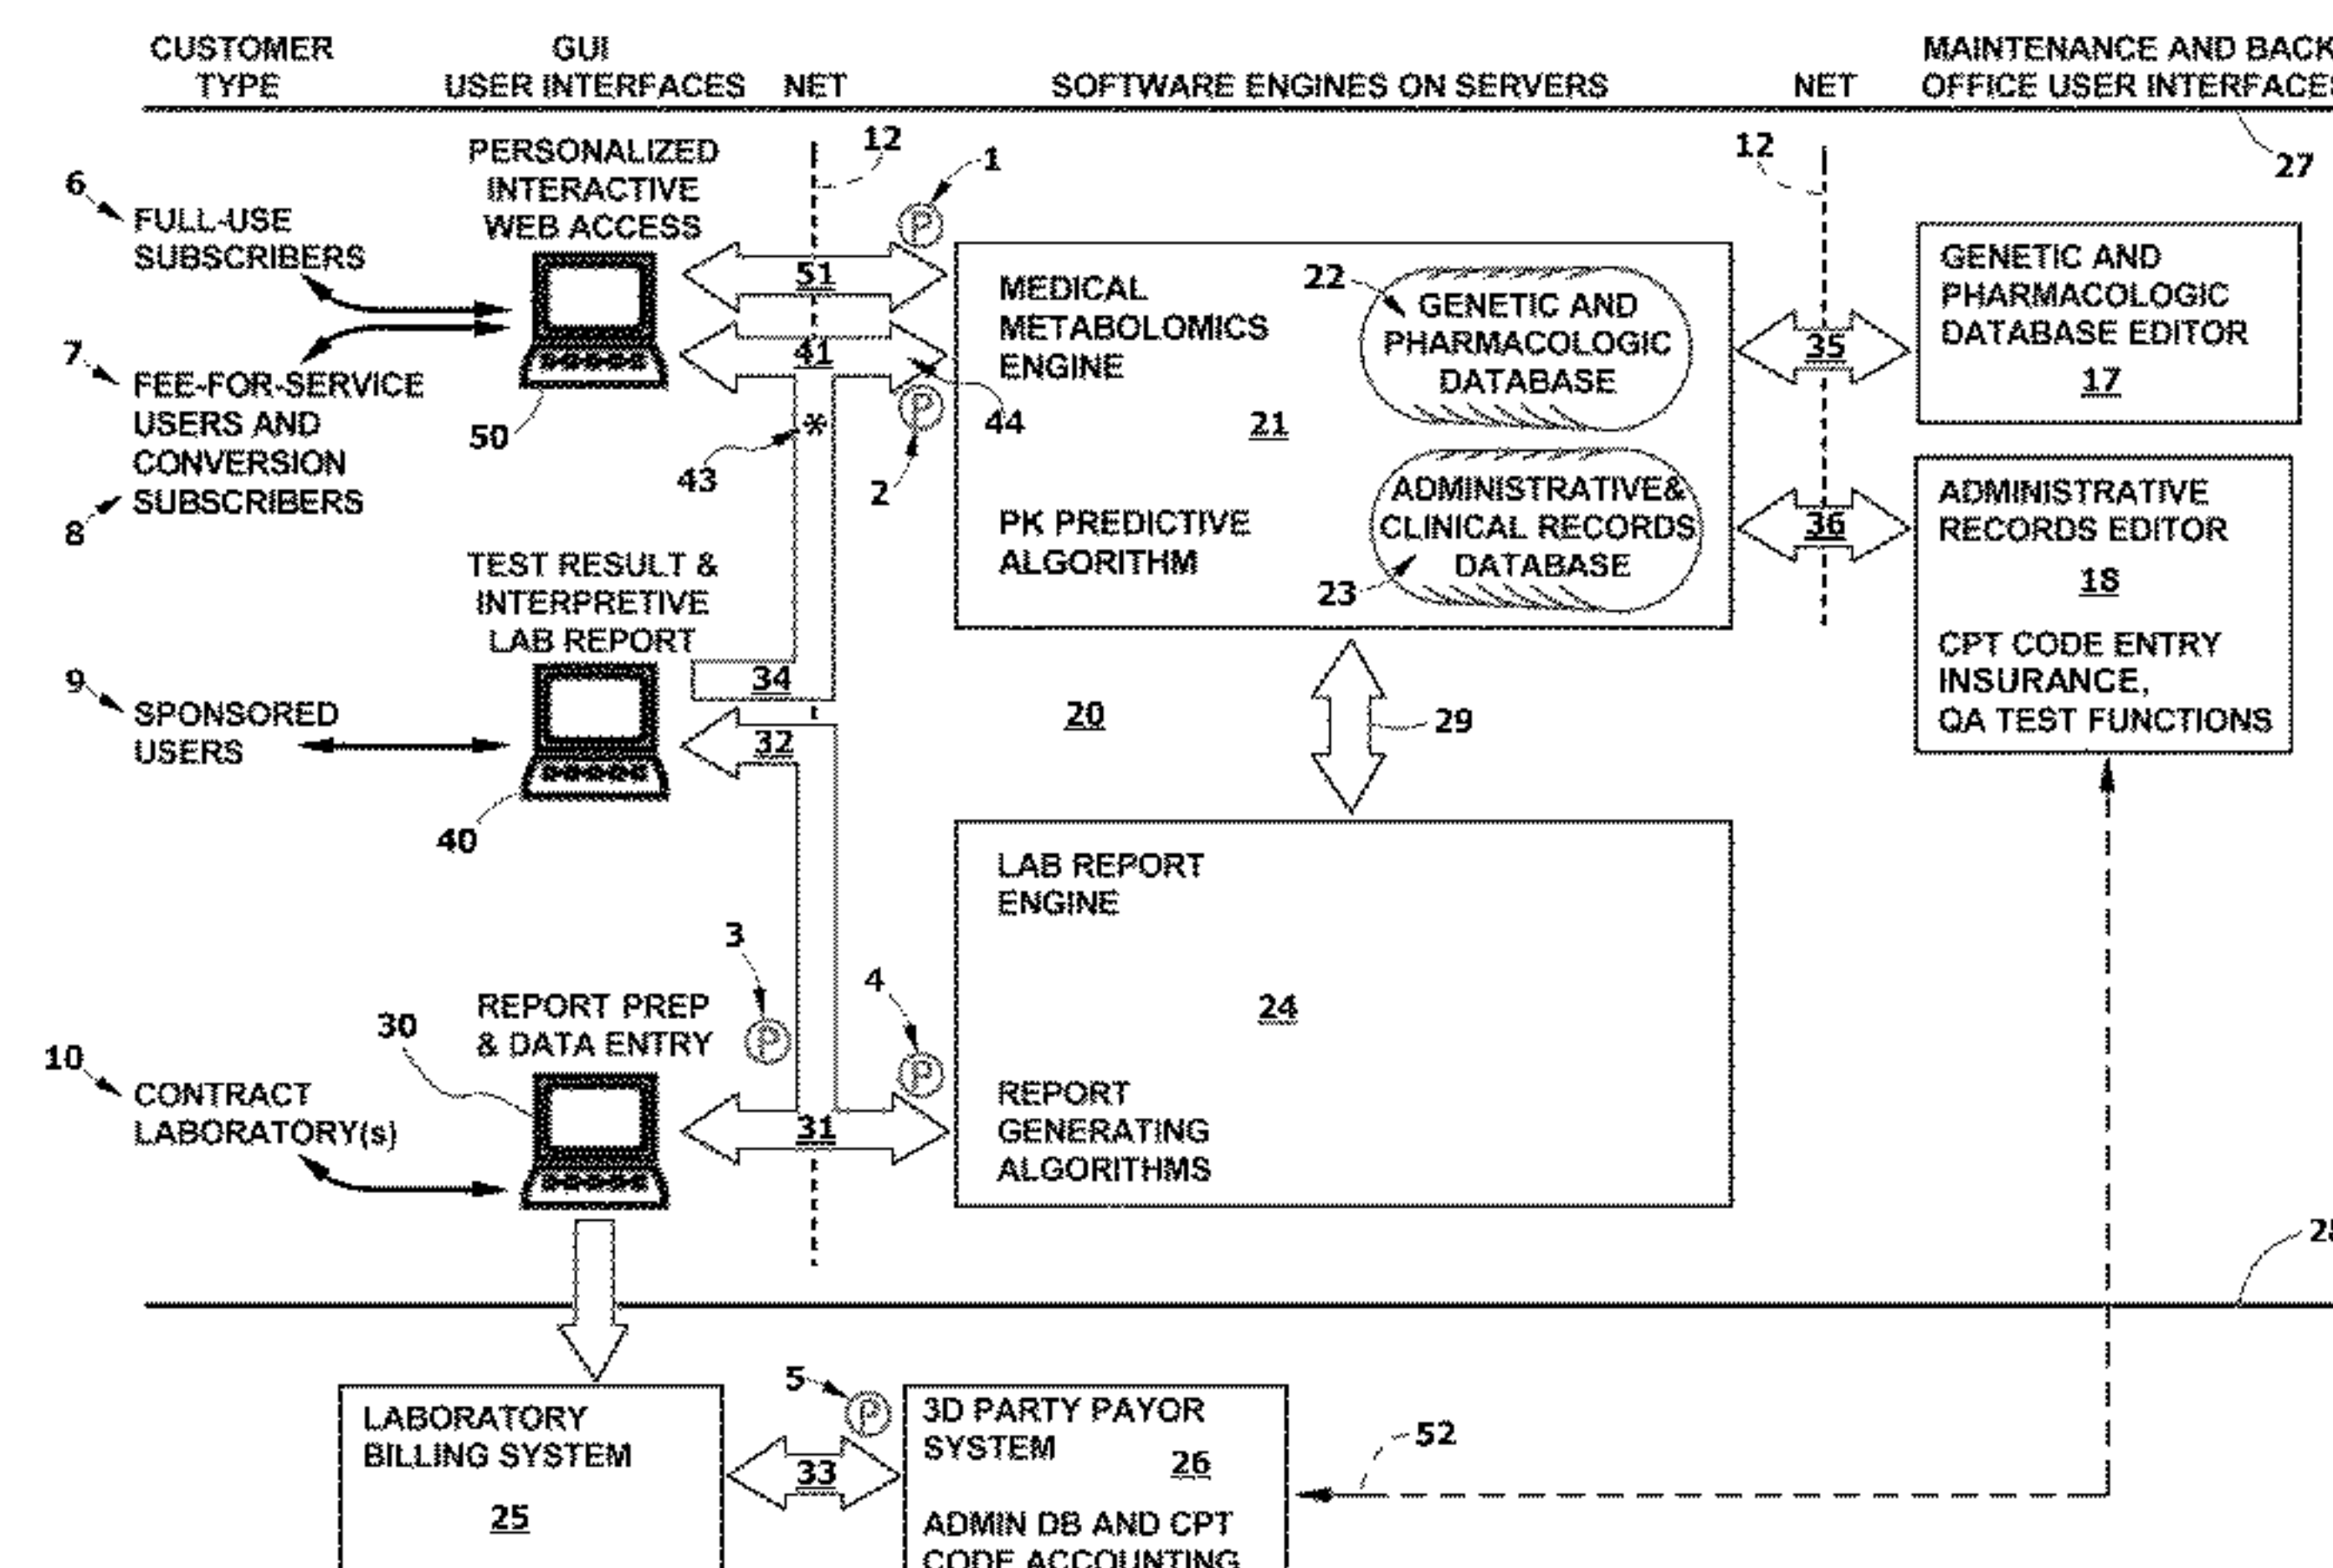 CUSTOMER
TYPE
GUI
USER INTERFACES
NET
SOFTWARE ENGINES ON SERVERS
NET
MAINTENANCE AND BACK
OFFICE USER INTERFACES
27
12
12
6
FULL-USE
SUBSCRIBERS
7
FEE-FOR-SERVICE
USERS AND
CONVERSION
SUBSCRIBERS
8
PERSONALIZED
INTERACTIVE
WEB ACCESS
50
P
1
51
41
44
43
*
P
2
MEDICAL
METABOLOMICS
ENGINE
21
PK PREDICTIVE
ALGORITHM
22
GENETIC AND
PHARMACOLOGIC
DATABASE
ADMINISTRATIVE&
CLINICAL RECORDS
DATABASE
23
35
36
GENETIC AND
PHARMACOLOGIC
DATABASE EDITOR
17
ADMINISTRATIVE
RECORDS EDITOR
18
CPT CODE ENTRY
INSURANCE,
QA TEST FUNCTIONS
TEST RESULT &
INTERPRETIVE
LAB REPORT
9
SPONSORED
USERS
40
34
32
20
29
LAB REPORT
ENGINE
24
REPORT
GENERATING
ALGORITHMS
3
P
4
P
REPORT PREP
& DATA ENTRY
30
10
CONTRACT
LABORATORY(s)
31
LABORATORY
BILLING SYSTEM
25
5
P
33
3D PARTY PAYOR
SYSTEM
26
ADMIN DB AND CPT
CODE ACCOUNTING
52